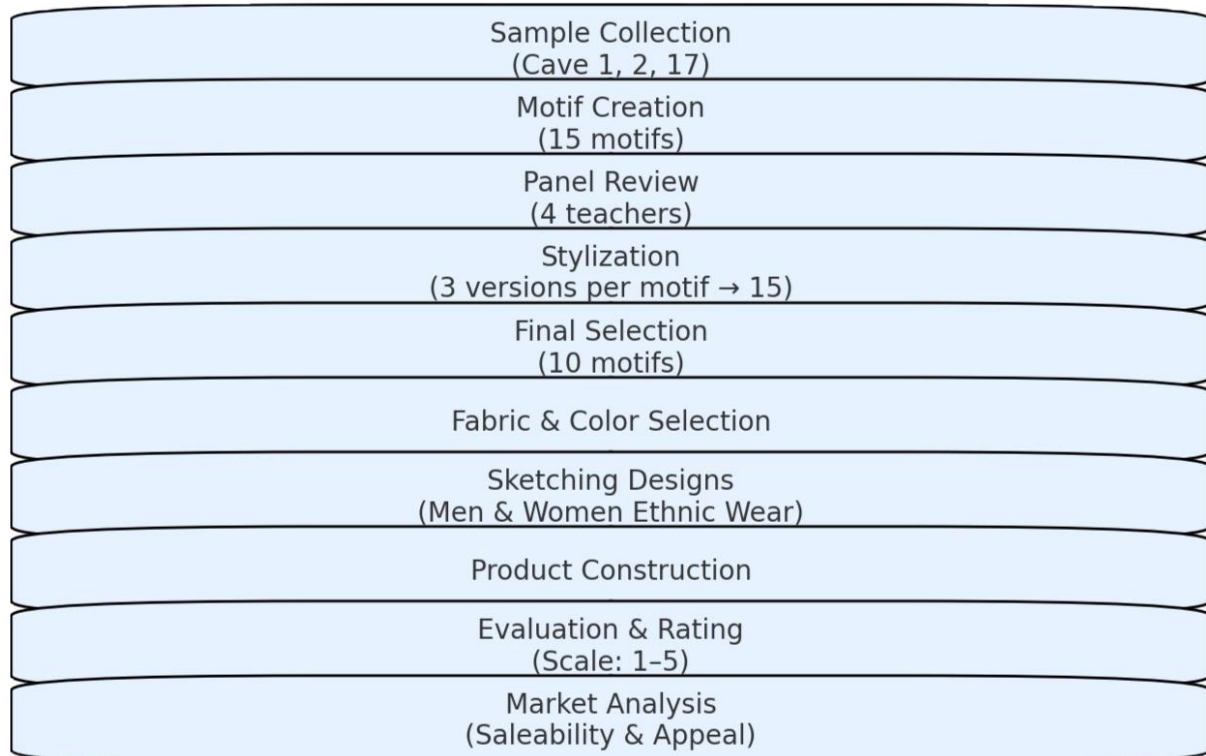 Sample Collection
(Cave 1, 2, 17)
Motif Creation
(15 motifs)
Panel Review
(4 teachers)
Stylization
(3 versions per motif → 15)
Final Selection
(10 motifs)
Fabric & Color Selection
Sketching Designs
(Men & Women Ethnic Wear)
Product Construction
Evaluation & Rating
(Scale: 1–5)
Market Analysis
(Saleability & Appeal)